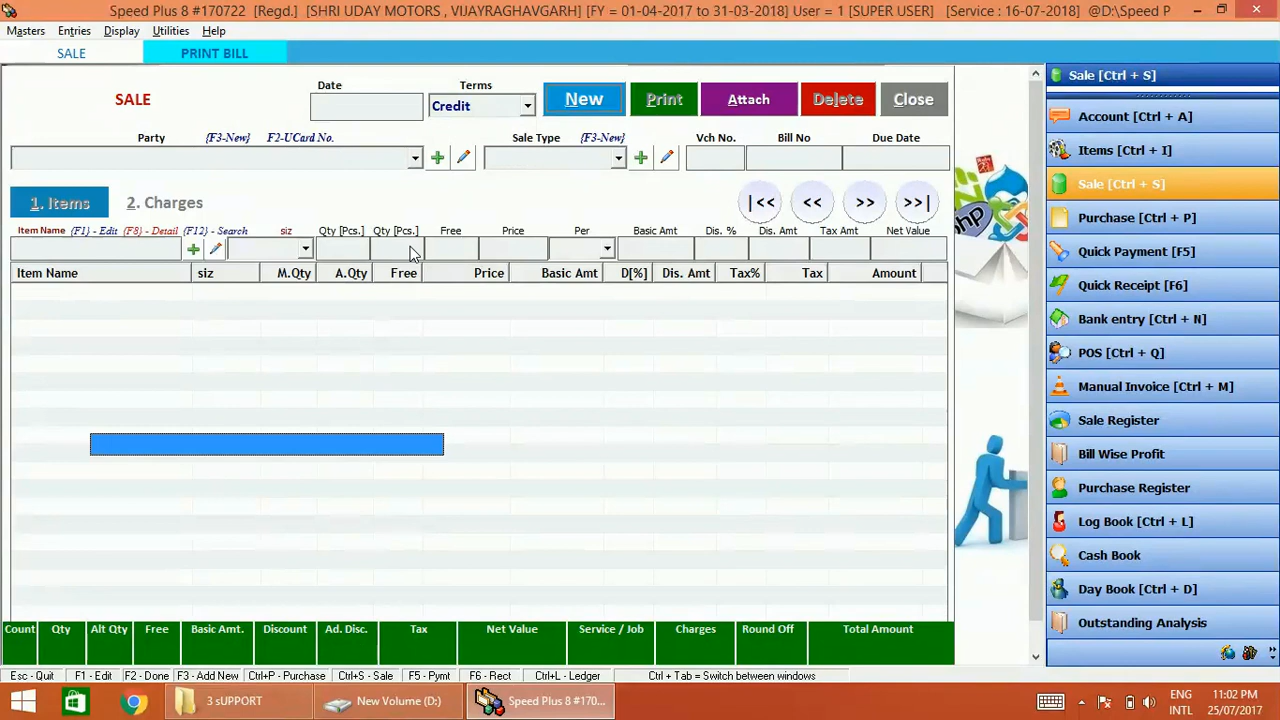 Speed Plus 8 #170722 [Regd.] [SHRI UDAY MOTORS , VIJAYRAGHAVGARH] [FY = 01-04-2017 to 31-03-2018] User = 1 [SUPER USER] [Service : 16-07-2018) @D:\Speed P
Masters Entries Display Utilities Help
SALE PRINT BILL
Sale [Ctrl + S]
Date Terms
SALE Credit New Print Attach Delete Close
Account [Ctrl + A]
Party {F3-New} F2-UCard No. Sale Type {F3-New} Vch No. Bill No Due Date
Items [Ctrl + I]
Sale [Ctrl + S]
1. Items 2. Charges |<< << >> >>|
Purchase [Ctrl + P]
Item Name {F1} - Edit {F8} - Detail {F12} - Search siz Qty [Pcs.] Qty [Pcs.] Free Price Per Basic Amt Dis. % Dis. Amt Tax Amt Net Value
Quick Payment [F5]
Item Name siz M.Qty A.Qty Free Price Basic Amt D[%] Dis. Amt Tax% Tax Amount
Quick Receipt [F6]
Bank entry [Ctrl + N]
php
POS [Ctrl + Q]
Manual Invoice [Ctrl + M]
Sale Register
Bill Wise Profit
Purchase Register
Log Book [Ctrl + L]
Cash Book
Day Book [Ctrl + D]
Outstanding Analysis
Count Qty Alt Qty Free Basic Amt. Discount Ad. Disc. Tax Net Value Service / Job Charges Round Off Total Amount
Esc - Quit F1 - Edit F2 - Done F3 - Add New Ctrl+P - Purchase Ctrl+S - Sale F5 - Pymt F6 - Rect Ctrl+L - Ledger Ctrl + Tab = Switch between windows
3 sUPPORT New Volume (D:) Speed Plus 8 #170... ENG INTL 11:02 PM 25/07/2017